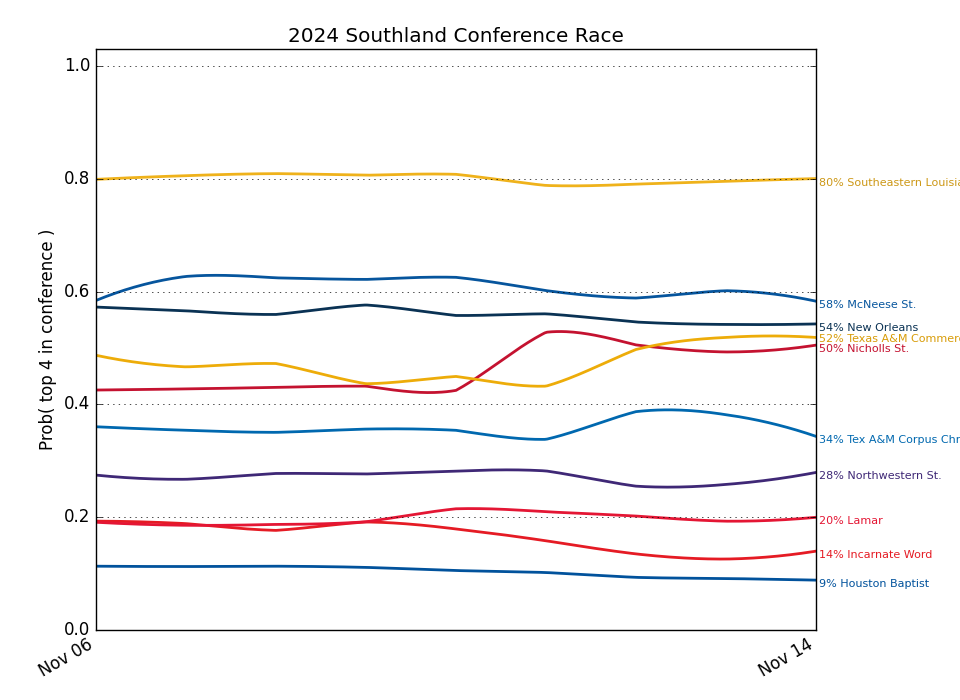 2024 Southland Conference Race
1.0
0.8
0.6
0.4
0.2
0.0
Prob( top 4 in conference )
Nov 06
Nov 14
80% Southeastern Louisia
58% McNeese St.
54% New Orleans
52% Texas A&M Commerc
50% Nicholls St.
34% Tex A&M Corpus Chr
28% Northwestern St.
20% Lamar
14% Incarnate Word
9% Houston Baptist